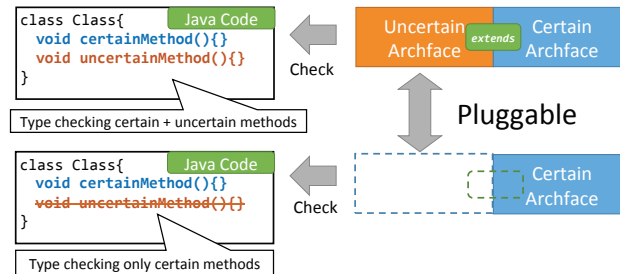 class Class{
Java Code
void certainMethod(){}
void uncertainMethod(){}
}
Type checking certain + uncertain methods
Check
Uncertain
Archface
extends
Certain
Archface
Pluggable
class Class{
Java Code
void certainMethod(){}
void uncertainMethod(){}
}
Type checking only certain methods
Check
Certain
Archface